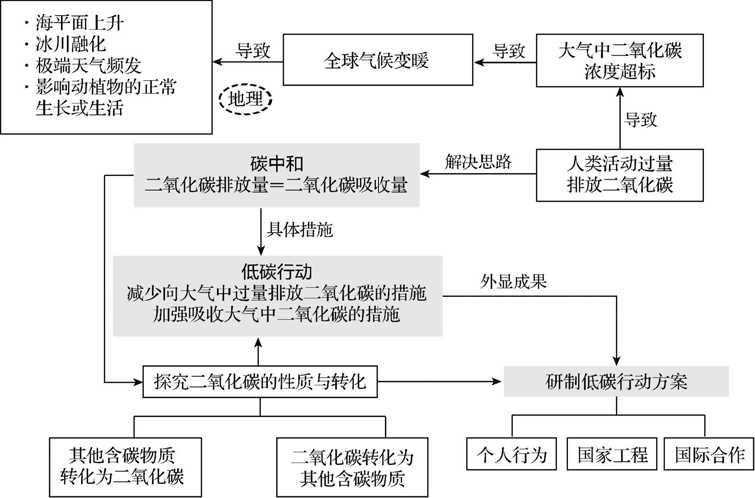 · 海平面上升
· 冰川融化
· 极端天气频发
· 影响动植物的正常
生长或生活
导致
全球气候变暖
导致
大气中二氧化碳
浓度超标
地理
导致
碳中和
二氧化碳排放量＝二氧化碳吸收量
解决思路
人类活动过量
排放二氧化碳
具体措施
低碳行动
减少向大气中过量排放二氧化碳的措施
加强吸收大气中二氧化碳的措施
外显成果
探究二氧化碳的性质与转化
研制低碳行动方案
其他含碳物质
转化为二氧化碳
二氧化碳转化为
其他含碳物质
个人行为
国家工程
国际合作